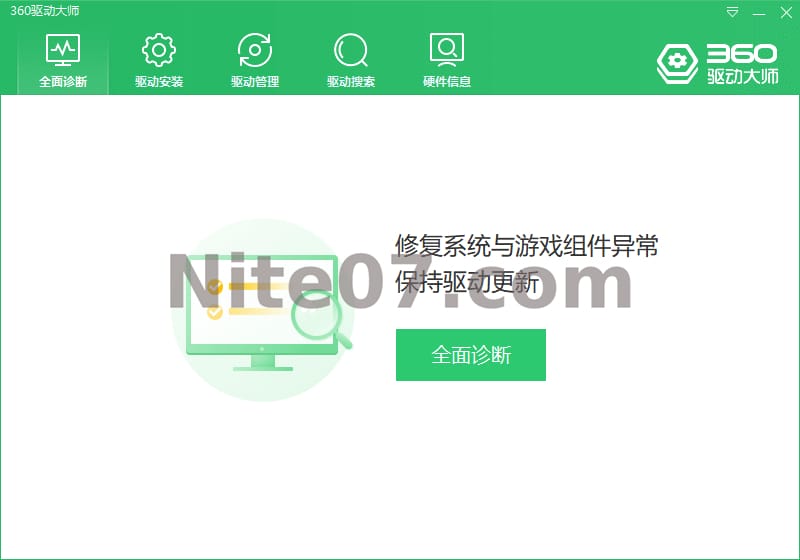 360驱动大师
全面诊断
驱动安装
驱动管理
驱动搜索
硬件信息
360
驱动大师
修复系统与游戏组件异常
保持驱动更新
Nite07.com
全面诊断